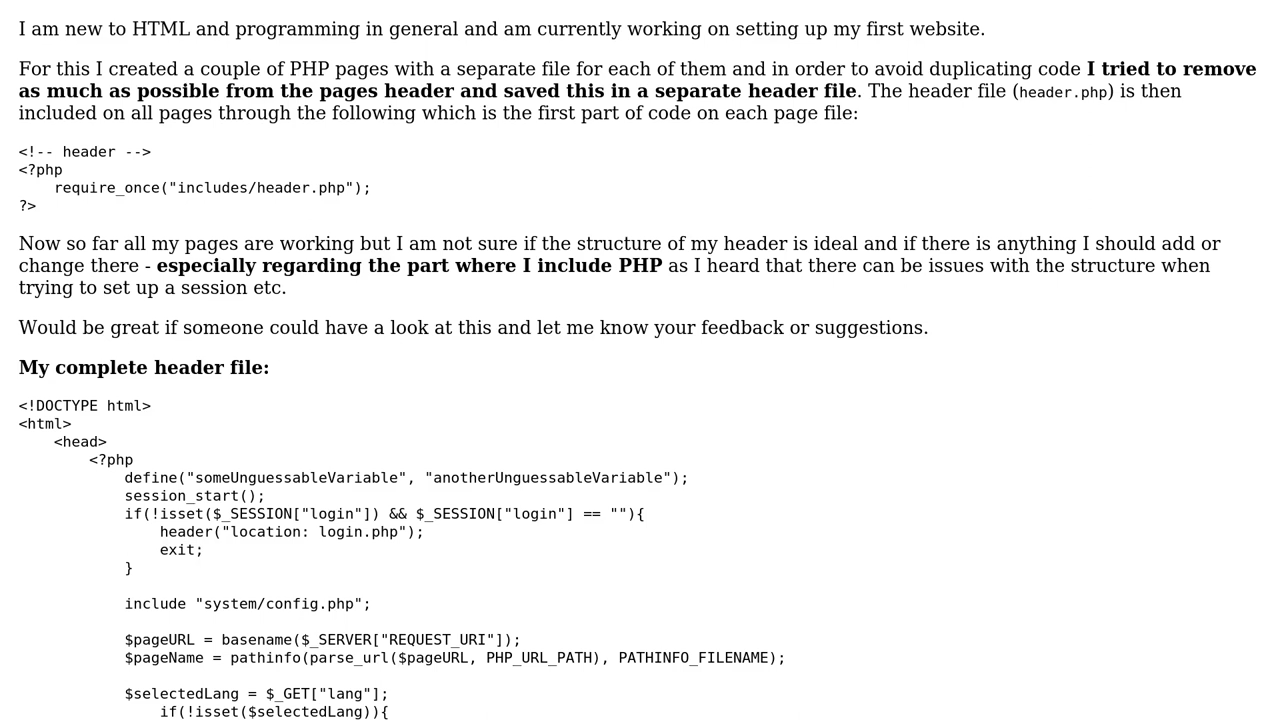 I am new to HTML and programming in general and am currently working on setting up my first website.
For this I created a couple of PHP pages with a separate file for each of them and in order to avoid duplicating code I tried to remove
as much as possible from the pages header and saved this in a separate header file. The header file (header.php) is then
included on all pages through the following which is the first part of code on each page file:
<!-- header -->
<?php
    require_once("includes/header.php");
?>
Now so far all my pages are working but I am not sure if the structure of my header is ideal and if there is anything I should add or
change there - especially regarding the part where I include PHP as I heard that there can be issues with the structure when
trying to set up a session etc.
Would be great if someone could have a look at this and let me know your feedback or suggestions.
My complete header file:
<!DOCTYPE html>
<html>
    <head>
        <?php
            define("someUnguessableVariable", "anotherUnguessableVariable");
            session_start();
            if(!isset($_SESSION["login"]) && $_SESSION["login"] == ""){
                header("location: login.php");
                exit;
            }
            include "system/config.php";
            $pageURL = basename($_SERVER["REQUEST_URI"]);
            $pageName = pathinfo(parse_url($pageURL, PHP_URL_PATH), PATHINFO_FILENAME);
            $selectedLang = $_GET["lang"];
                if(!isset($selectedLang)){